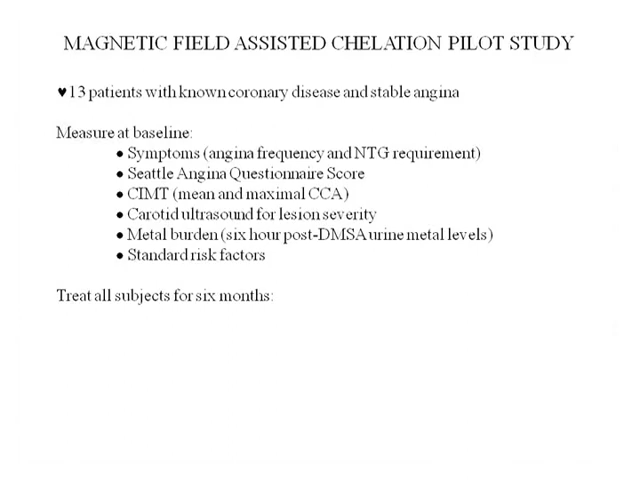 MAGNETIC FIELD ASSISTED CHELATION PILOT STUDY
♥13 patients with known coronary disease and stable angina
Measure at baseline:
● Symptoms (angina frequency and NTG requirement)
● Seattle Angina Questionnaire Score
● CIMT (mean and maximal CCA)
● Carotid ultrasound for lesion severity
● Metal burden (six hour post-DMSA urine metal levels)
● Standard risk factors
Treat all subjects for six months: